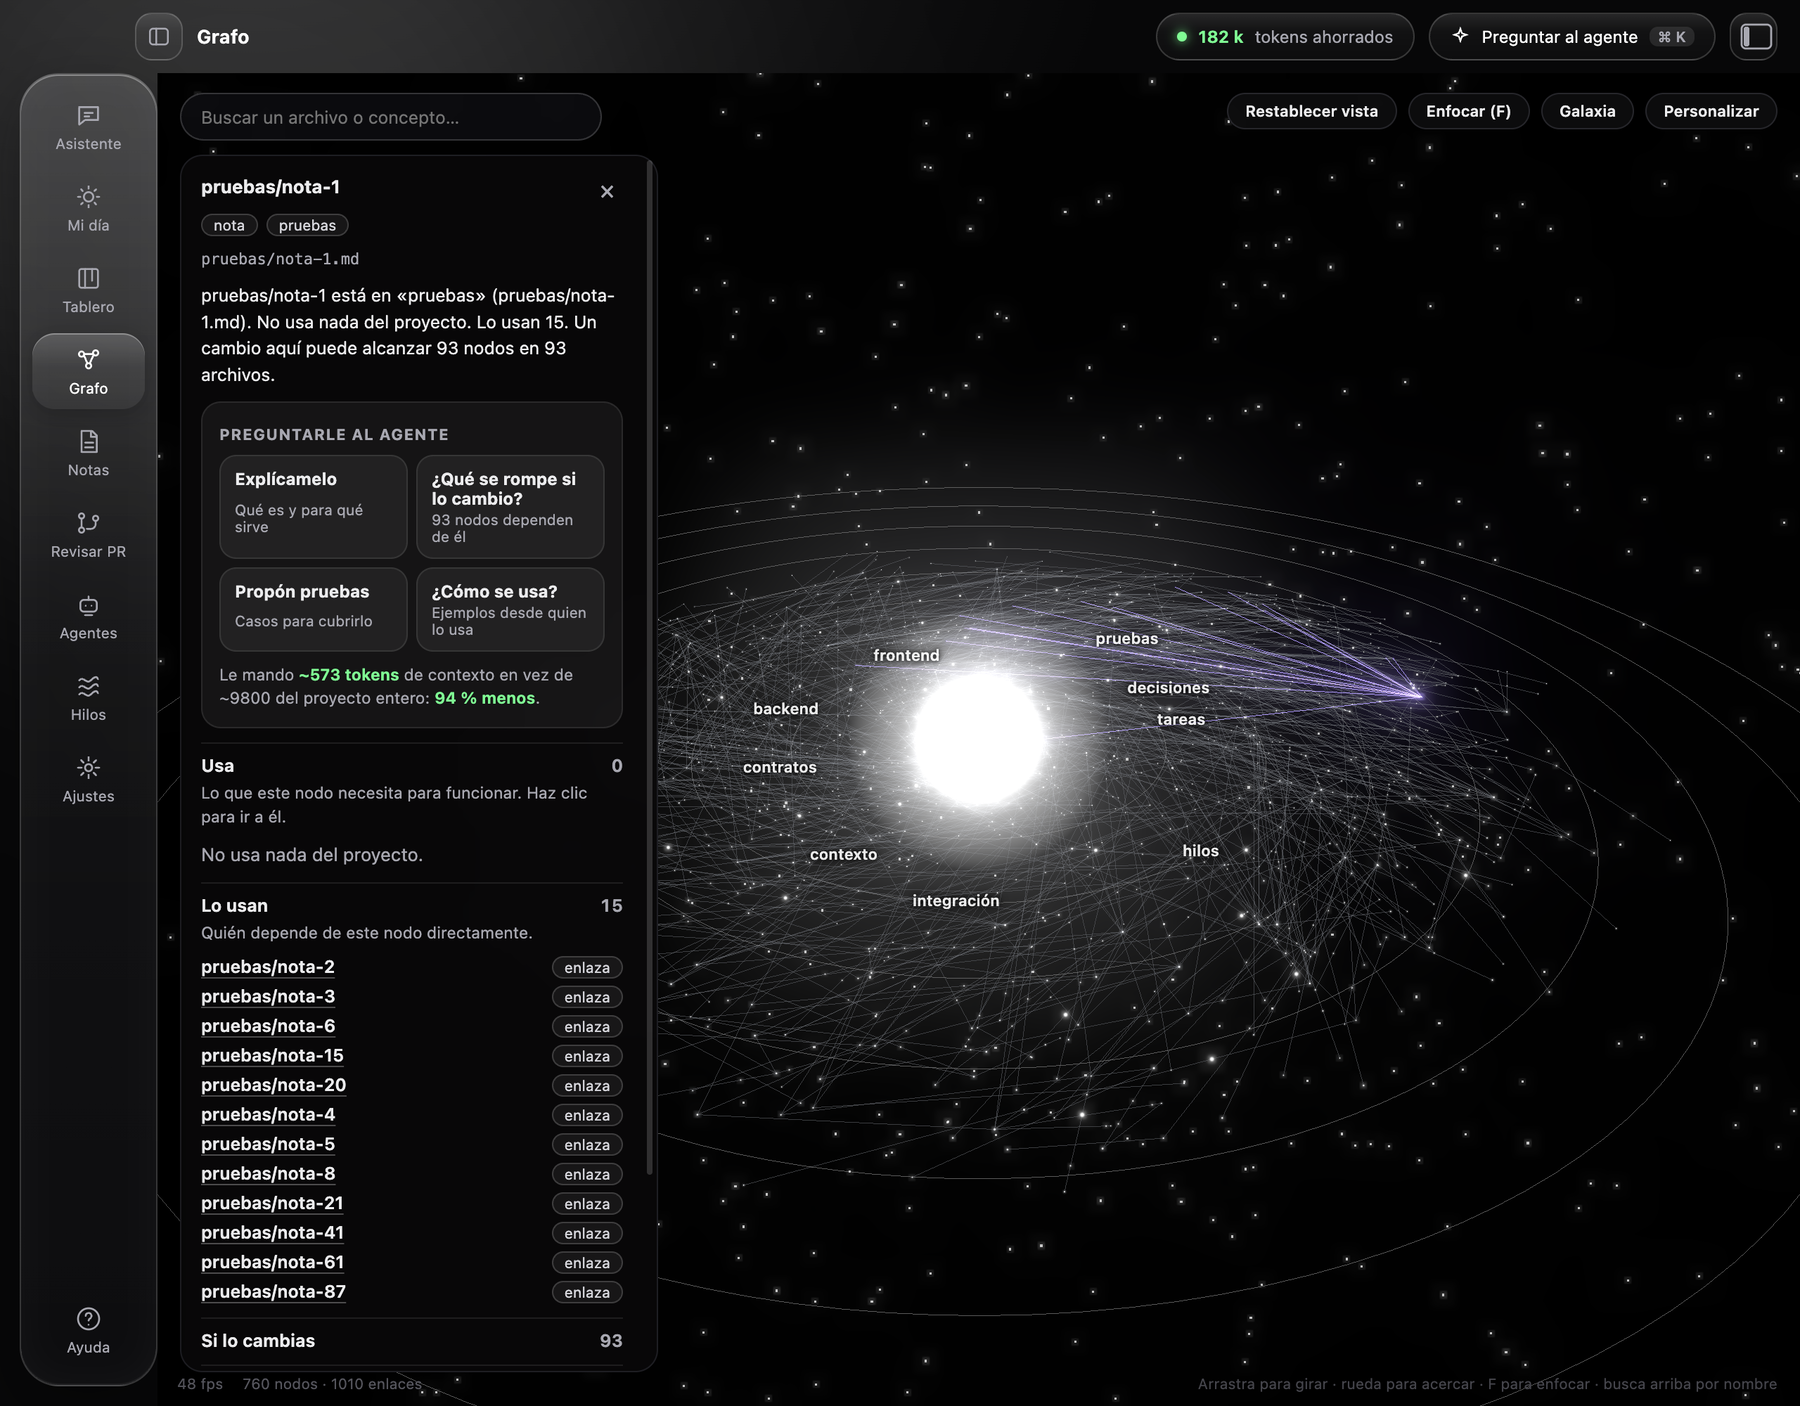 Grafo
182 k tokens ahorrados
Preguntar al agente ⌘ K
Asistente
Mi día
Tablero
Grafo
Notas
Revisar PR
Agentes
Hilos
Ajustes
Ayuda
Buscar un archivo o concepto...
Restablecer vista
Enfocar (F)
Galaxia
Personalizar
pruebas/nota-1
nota
pruebas
pruebas/nota-1.md
pruebas/nota-1 está en «pruebas» (pruebas/nota-
1.md). No usa nada del proyecto. Lo usan 15. Un
cambio aquí puede alcanzar 93 nodos en 93
archivos.
PREGUNTARLE AL AGENTE
Explícamelo
Qué es y para qué
sirve
¿Qué se rompe si
lo cambio?
93 nodos dependen
de él
Propón pruebas
Casos para cubrirlo
¿Cómo se usa?
Ejemplos desde quien
lo usa
Le mando ~573 tokens de contexto en vez de
~9800 del proyecto entero: 94 % menos.
Usa 0
Lo que este nodo necesita para funcionar. Haz clic
para ir a él.
No usa nada del proyecto.
Lo usan 15
Quién depende de este nodo directamente.
pruebas/nota-2 enlaza
pruebas/nota-3 enlaza
pruebas/nota-6 enlaza
pruebas/nota-15 enlaza
pruebas/nota-20 enlaza
pruebas/nota-4 enlaza
pruebas/nota-5 enlaza
pruebas/nota-8 enlaza
pruebas/nota-21 enlaza
pruebas/nota-41 enlaza
pruebas/nota-61 enlaza
pruebas/nota-87 enlaza
Si lo cambias 93
pruebas
frontend
decisiones
backend
tareas
contratos
contexto
hilos
integración
48 fps 760 nodos · 1010 enlaces
Arrastra para girar · rueda para acercar · F para enfocar · busca arriba por nombre